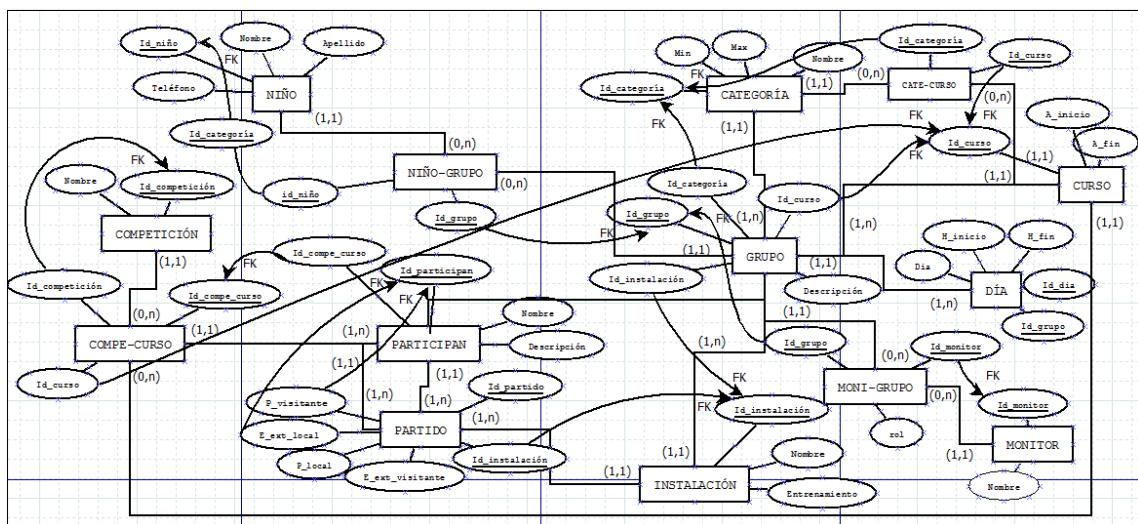 Id_niño
Nombre
Apellido
FK
Teléfono
NIÑO
(1,1)
Id_categoría
Min
Max
Nombre
FK
Id_categoría
CATEGORÍA
(1,1)
(1,1)
Id_categoría
Id_curso
(0,n)
CATE-CURSO
(0,n)
FK
FK
FK
A_inicio
A_fin
Id_curso
(1,1)
(1,1)
CURSO
(1,1)
(0,n)
NIÑO-GRUPO
(0,n)
id_niño
Id_grupo
FK
Nombre
Id_competición
COMPETICIÓN
(1,1)
Id_competición
FK
Id_compe_curso
Id_compe_curso
(0,n)
(1,1)
COMPE-CURSO
(0,n)
Id_curso
Id_categoría
Id_curso
Id_grupo
FK
(1,n)
(1,n)
(1,1)
GRUPO
(1,1)
Id_instalación
Descripción
(1,1)
H_inicio
H_fin
Dia
DÍA
Id_dia
(1,n)
Id_grupo
Id_participan
FK
FK
(1,n)
PARTICIPAN
Nombre
Descripción
(1,1)
(1,1)
(1,n)
(1,n)
P_visitante
Id_partido
(1,n)
E_ext_local
PARTIDO
P_local
E_ext_visitante
Id_instalación
(1,n)
FK
FK
Id_instalación
(1,1)
(1,1)
INSTALACIÓN
Nombre
Entrenamiento
Id_grupo
(0,n)
Id_monitor
MONI-GRUPO
(0,n)
FK
rol
Id_monitor
(1,1)
MONITOR
Nombre